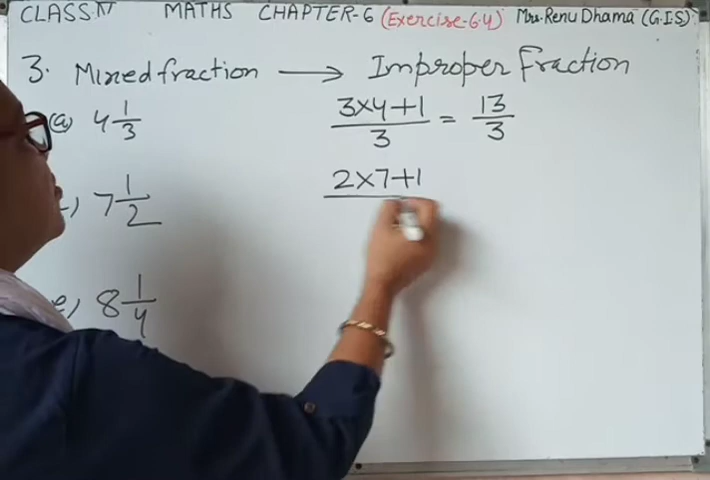 CLASS IV MATHS CHAPTER-6 (Exercise-6.4) Mrs. Renu Dhama (G.I.S)
3. Mixed fraction → Improper Fraction
a) 4 1/3 (3×4+1)/3 = 13/3
) 7 1/2 2×7+1
e) 8 1/4